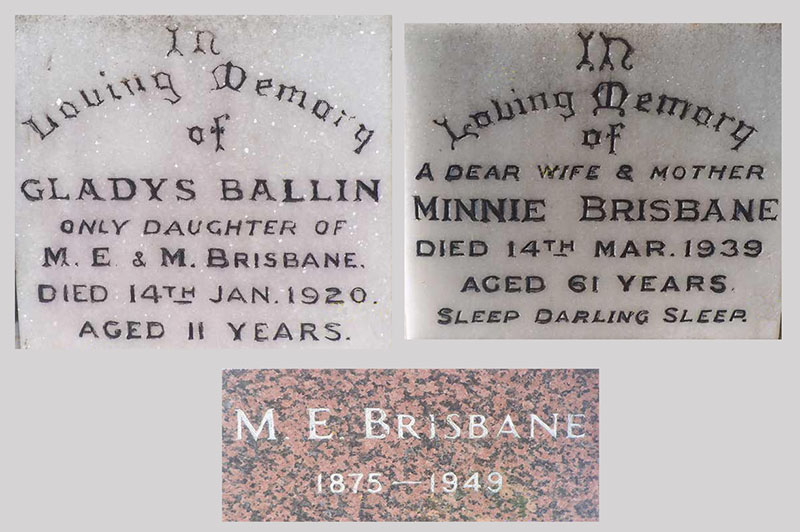 In
Loving Memory
of
GLADYS BALLIN
ONLY DAUGHTER OF
M. E. & M. BRISBANE.
DIED 14TH JAN. 1920.
AGED 11 YEARS.
IN
Loving Memory
of
A DEAR WIFE & MOTHER
MINNIE BRISBANE
DIED 14TH MAR. 1939
AGED 61 YEARS.
SLEEP DARLING SLEEP.
M. E. BRISBANE
1875—1949